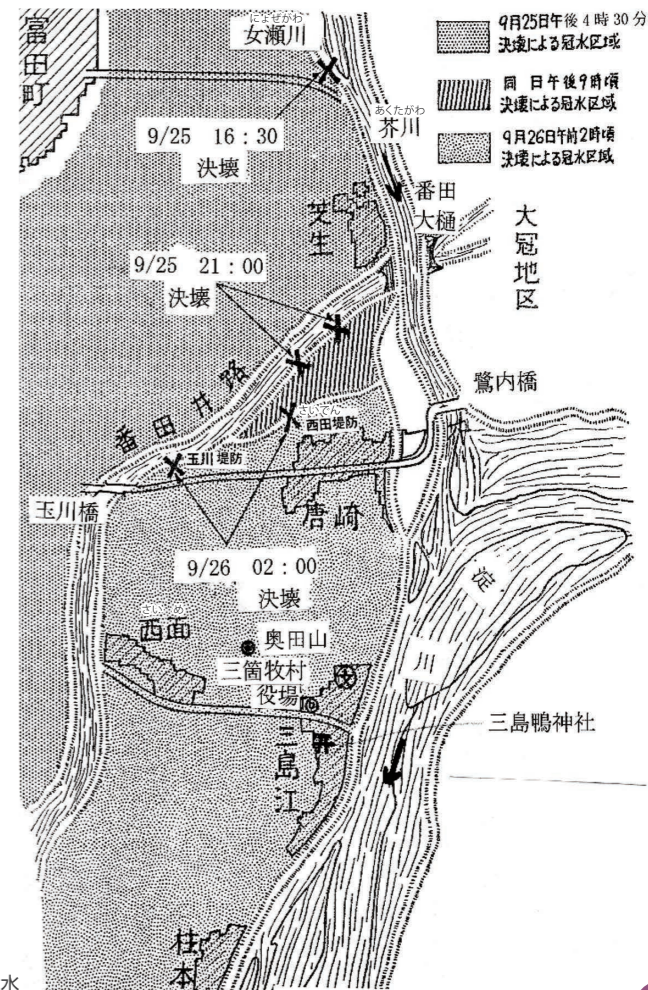 富田町
にょぜがわ
女瀬川
9月25日午後4時30分
決壊による冠水区域
同 日午後9時頃
決壊による冠水区域
9月26日午前2時頃
決壊による冠水区域
9/25 16:30
決壊
あくたがわ
芥川
番田
大樋
大冠地区
芝生
9/25 21:00
決壊
番田井路
鷺内橋
さいでん
西田堤防
玉川堤防
玉川橋
唐崎
9/26 02:00
決壊
淀川
さいめ
西面
奥田山
三箇牧村
役場
三島鴨神社
三島江
柱本
水